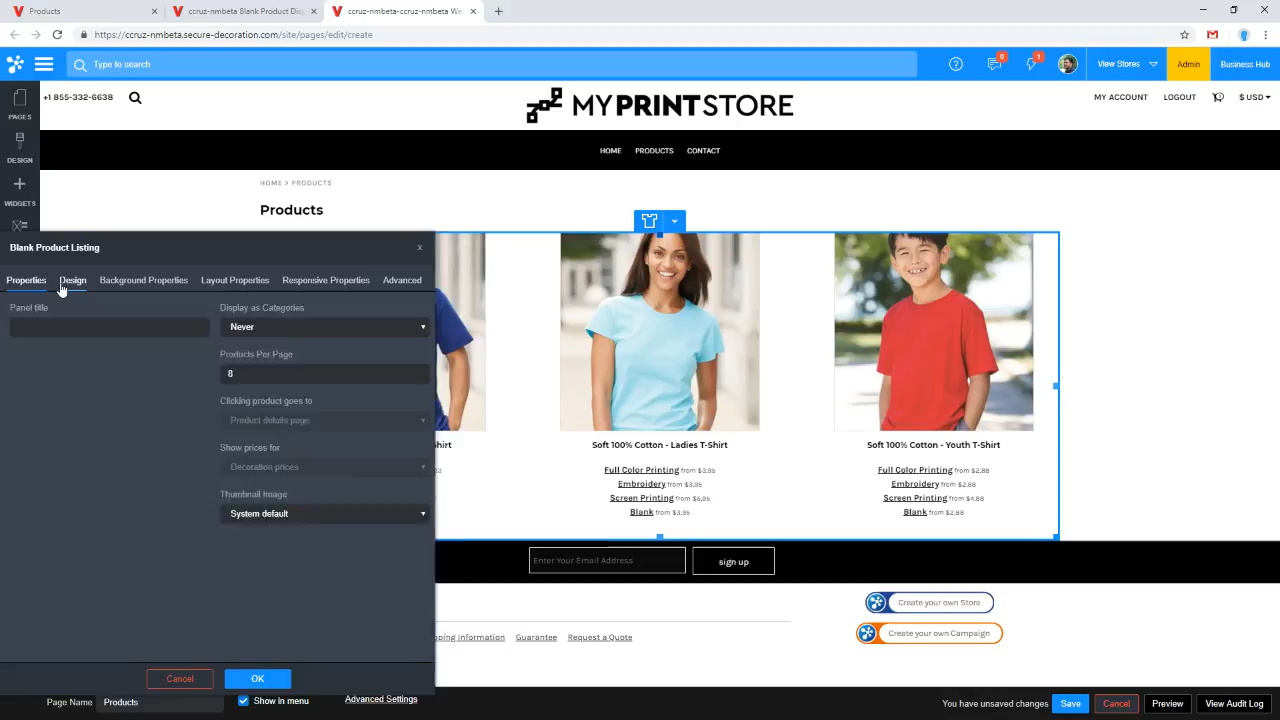 Products
ccruz-nmbeta Blank Product Disp
ccruz-nmbeta-ccruz-nmbeta We
https://ccruz-nmbeta.secure-decoration.com/site/pages/edit/create
Type to search
0
1
View Stores
Admin
Business Hub
PAGES
DESIGN
WIDGETS
+1 855-332-6638
MYPRINTSTORE
MY ACCOUNT
LOGOUT
$ USD
HOME
PRODUCTS
CONTACT
HOME > PRODUCTS
Products
Blank Product Listing
x
Properties
Design
Background Properties
Layout Properties
Responsive Properties
Advanced
Panel title
Display as Categories
Never
Products Per Page
8
Clicking product goes to
Product details page
Show prices for
Decoration prices
Thumbnail Image
System default
Cancel
OK
Soft 100% Cotton - Ladies T-Shirt
Full Color Printing from $3.95
Embroidery from $3.95
Screen Printing from $5.95
Blank from $3.95
Soft 100% Cotton - Youth T-Shirt
Full Color Printing from $2.88
Embroidery from $2.88
Screen Printing from $4.88
Blank from $2.88
Enter Your Email Address
sign up
Create your own Store
Create your own Campaign
Guarantee
Request a Quote
Page Name
Products
Show in menu
Advanced Settings
You have unsaved changes
Save
Cancel
Preview
View Audit Log